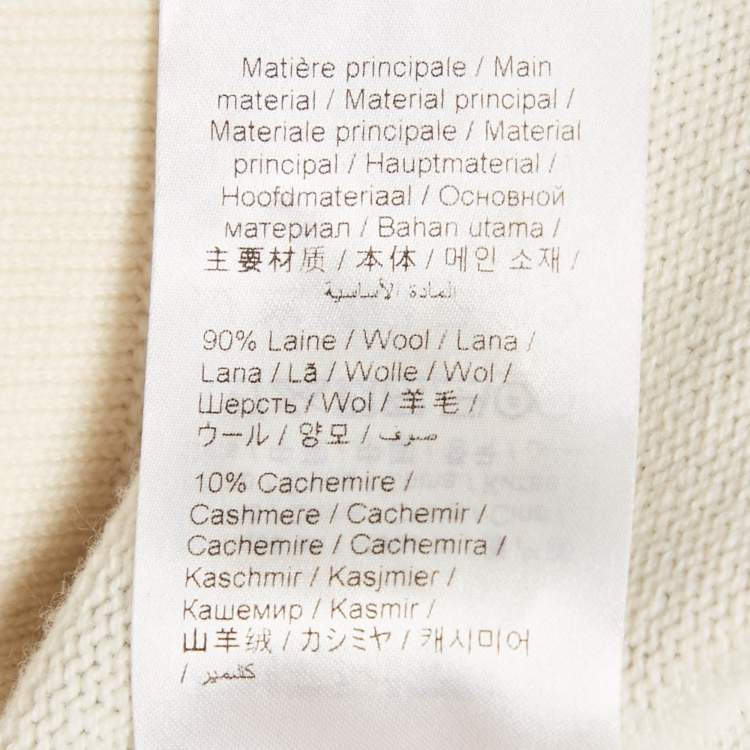 Matière principale / Main
material / Material principal /
Materiale principale / Material
principal / Hauptmaterial /
Hoofdmateriaal / Основной
материал / Bahan utama /
主要材质 / 本体 / 메인 소재 /
المادة الأساسية
90% Laine / Wool / Lana /
Lana / Lã / Wolle / Wol /
Шерсть / Wol / 羊毛 /
ウール / 양모 / صوف
10% Cachemire /
Cashmere / Cachemir /
Cachemire / Cachemira /
Kaschmir / Kasjmier /
Кашемир / Kasmir /
山羊绒 / カシミヤ / 캐시미어
/ كشمير